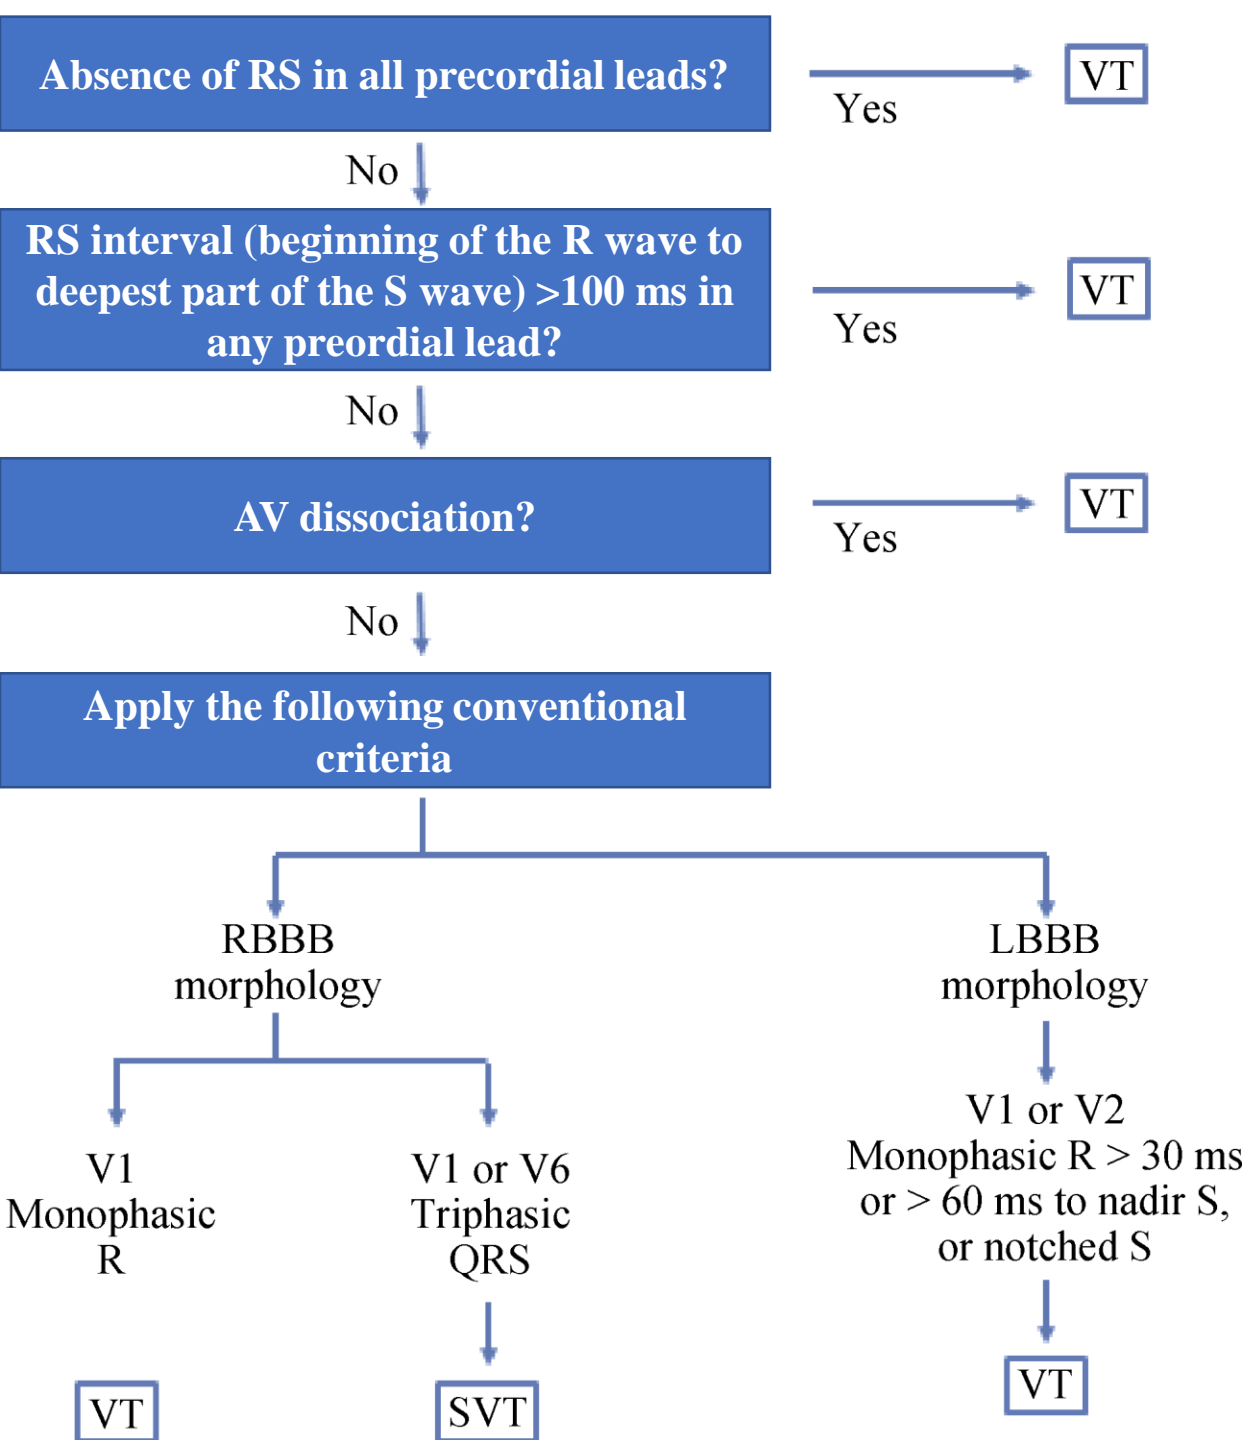 Absence of RS in all precordial leads?
Yes
VT
No
RS interval (beginning of the R wave to
deepest part of the S wave) >100 ms in
any preordial lead?
Yes
VT
No
AV dissociation?
Yes
VT
No
Apply the following conventional
criteria
RBBB
morphology
LBBB
morphology
V1
Monophasic
R
V1 or V6
Triphasic
QRS
V1 or V2
Monophasic R > 30 ms
or > 60 ms to nadir S,
or notched S
VT
SVT
VT